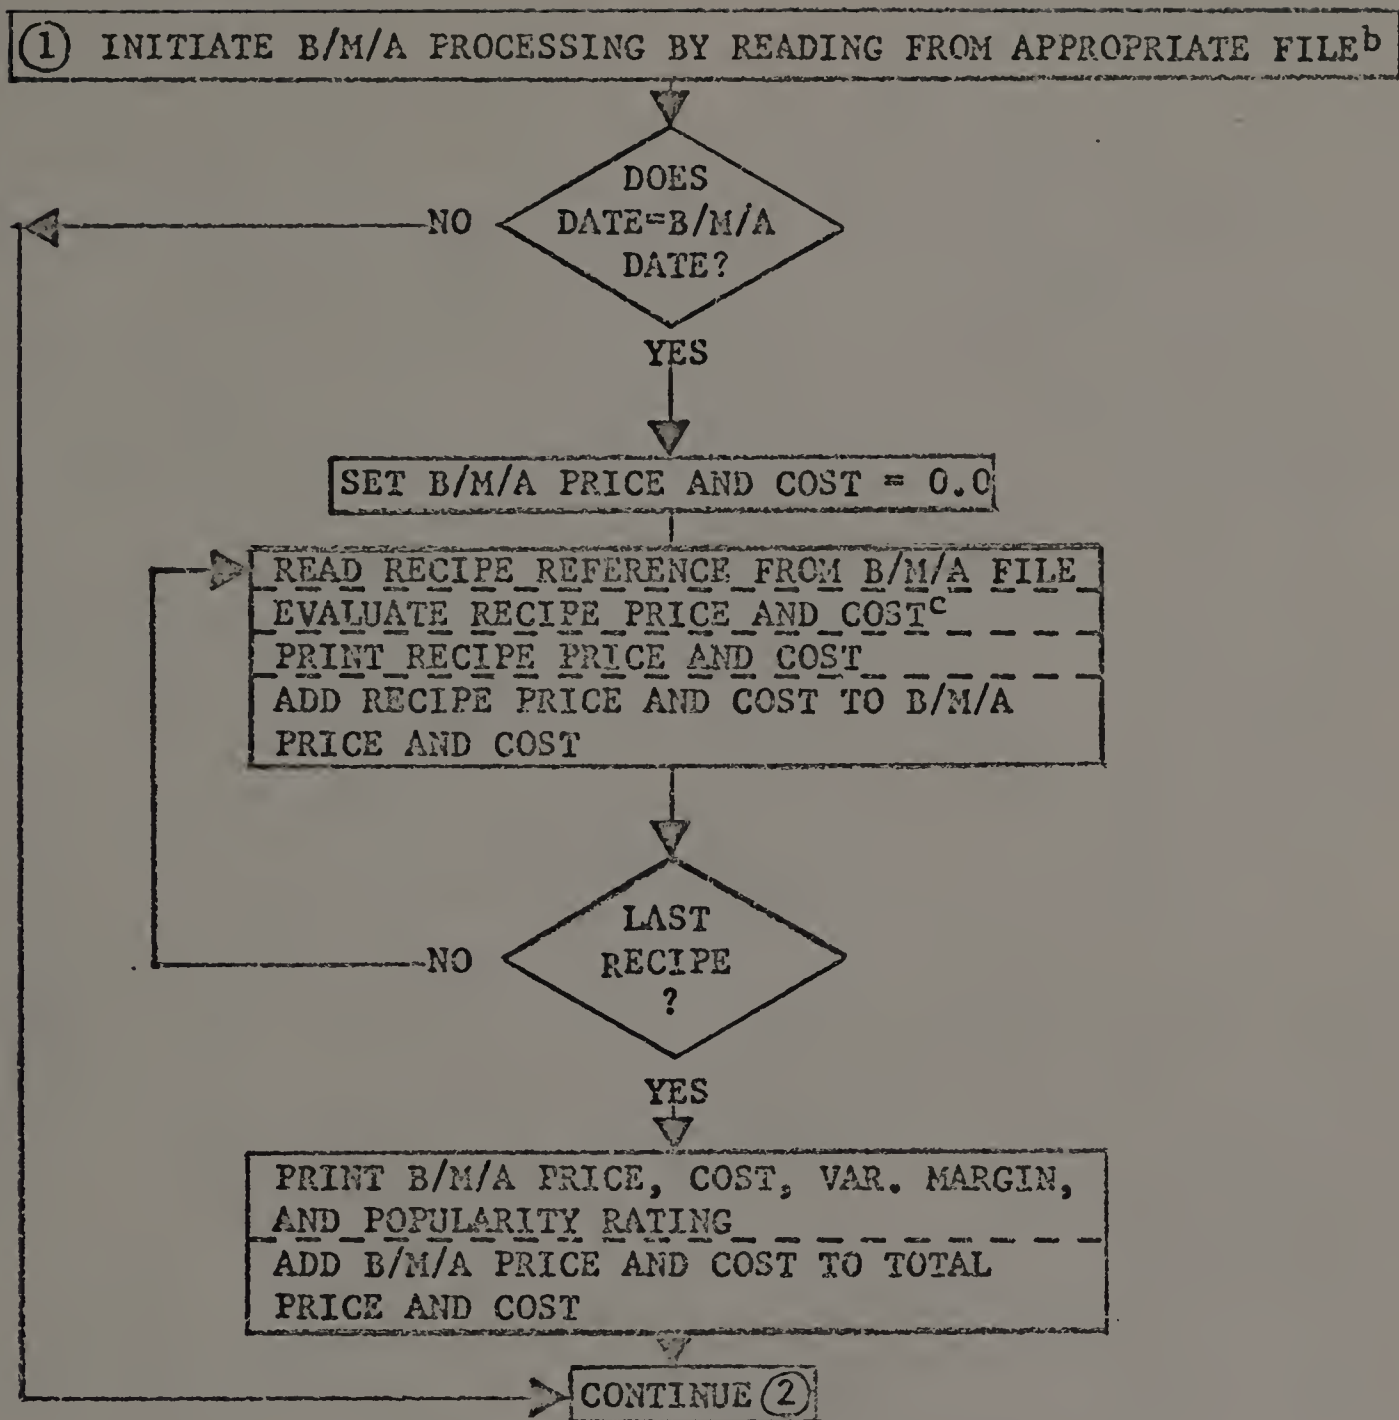 ① INITIATE B/M/A PROCESSING BY READING FROM APPROPRIATE FILEᵇ
DOES
DATE=B/M/A
DATE?
NO
YES
SET B/M/A PRICE AND COST = 0.0
READ RECIPE REFERENCE FROM B/M/A FILE
EVALUATE RECIPE PRICE AND COSTᶜ
PRINT RECIPE PRICE AND COST
ADD RECIPE PRICE AND COST TO B/M/A
PRICE AND COST
LAST
RECIPE
?
NO
YES
PRINT B/M/A PRICE, COST, VAR. MARGIN,
AND POPULARITY RATING
ADD B/M/A PRICE AND COST TO TOTAL
PRICE AND COST
CONTINUE ②